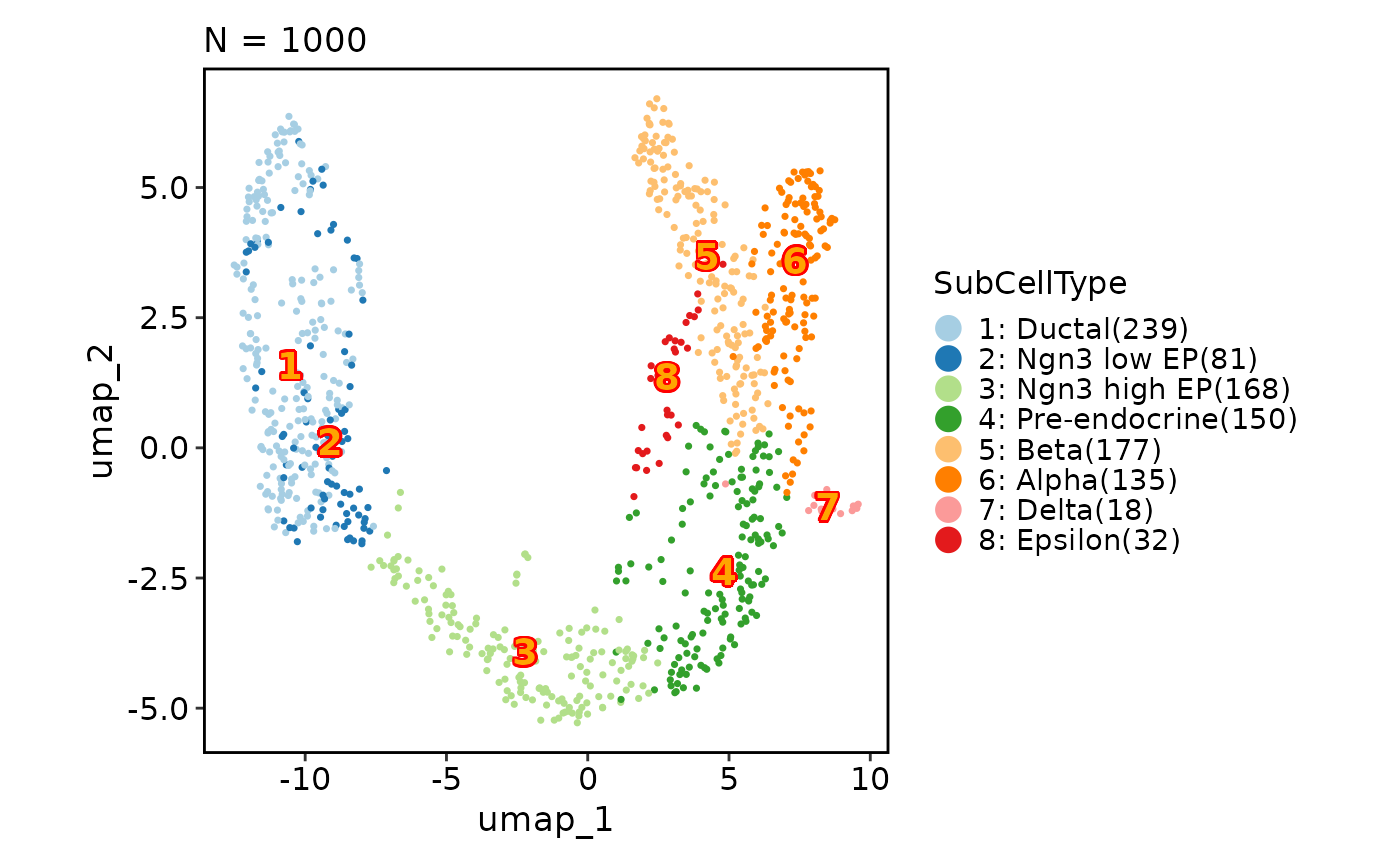 N = 1000
umap_2
5.0
2.5
0.0
-2.5
-5.0
-10
-5
0
5
10
umap_1
1
2
3
4
5
6
7
8
SubCellType
1: Ductal(239)
2: Ngn3 low EP(81)
3: Ngn3 high EP(168)
4: Pre-endocrine(150)
5: Beta(177)
6: Alpha(135)
7: Delta(18)
8: Epsilon(32)